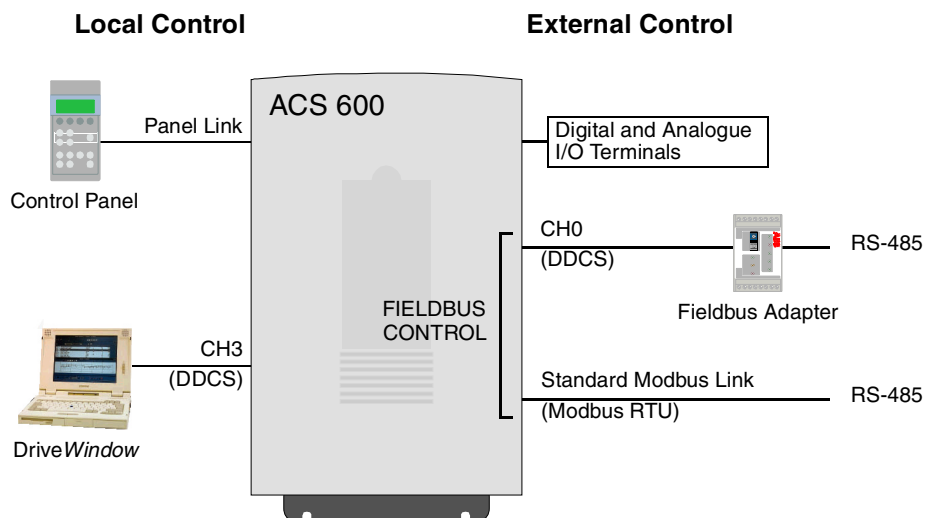 Local Control
External Control
ACS 600
Panel Link
Control Panel
Digital and Analogue
I/O Terminals
CH0
(DDCS)
RS-485
Fieldbus Adapter
FIELDBUS
CONTROL
CH3
(DDCS)
DriveWindow
Standard Modbus Link
(Modbus RTU)
RS-485
ABB